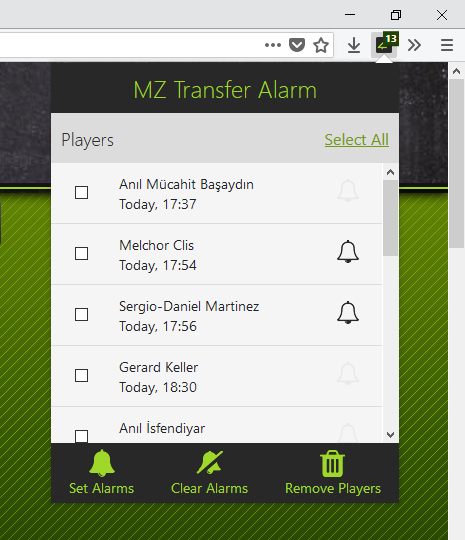 13
MZ Transfer Alarm
Players Select All
Anıl Mücahit Başaydın
Today, 17:37
Melchor Clis
Today, 17:54
Sergio-Daniel Martinez
Today, 17:56
Gerard Keller
Today, 18:30
Anıl İsfendiyar
Set Alarms Clear Alarms Remove Players